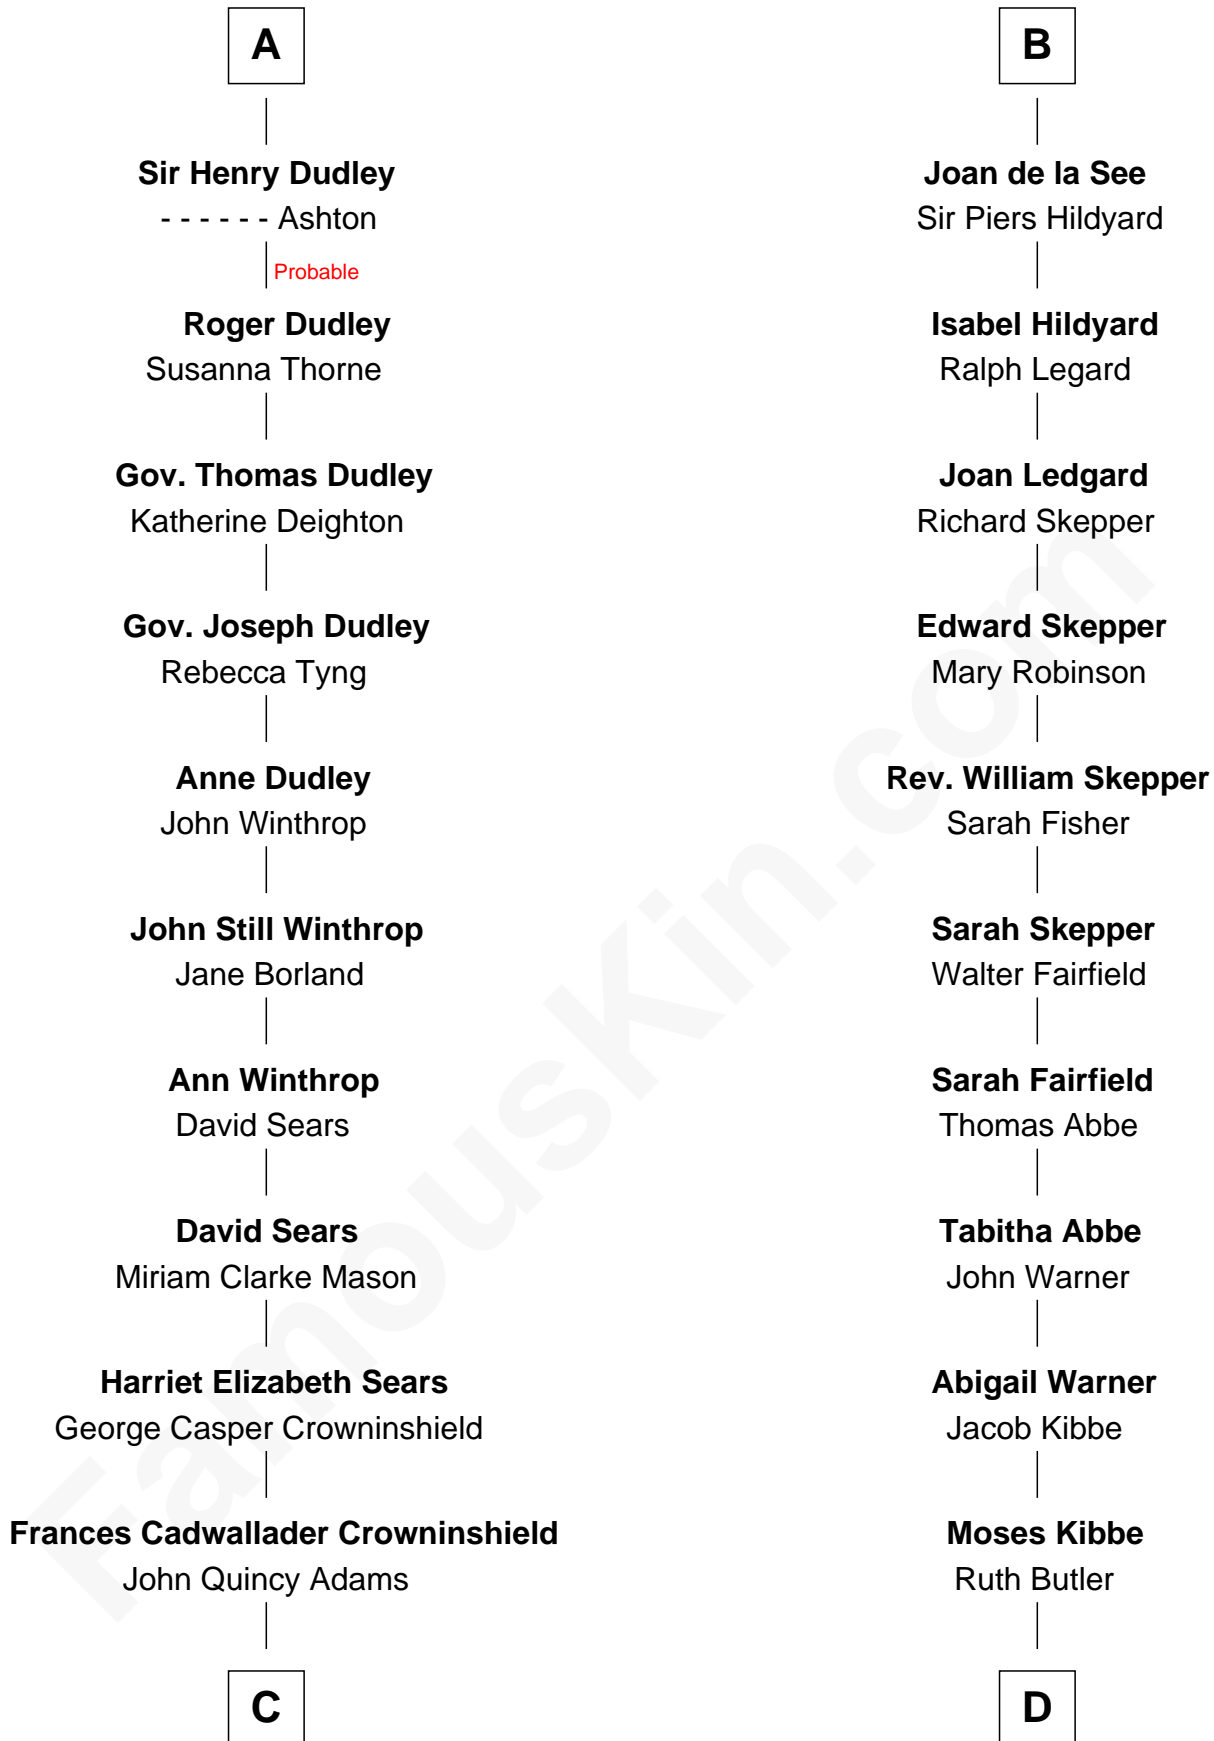 A
Sir Henry Dudley
- - - - - - Ashton
Probable
Roger Dudley
Susanna Thorne
Gov. Thomas Dudley
Katherine Deighton
Gov. Joseph Dudley
Rebecca Tyng
Anne Dudley
John Winthrop
John Still Winthrop
Jane Borland
Ann Winthrop
David Sears
David Sears
Miriam Clarke Mason
Harriet Elizabeth Sears
George Casper Crowninshield
Frances Cadwallader Crowninshield
John Quincy Adams
C
B
Joan de la See
Sir Piers Hildyard
Isabel Hildyard
Ralph Legard
Joan Ledgard
Richard Skepper
Edward Skepper
Mary Robinson
Rev. William Skepper
Sarah Fisher
Sarah Skepper
Walter Fairfield
Sarah Fairfield
Thomas Abbe
Tabitha Abbe
John Warner
Abigail Warner
Jacob Kibbe
Moses Kibbe
Ruth Butler
D
FamousKin.com